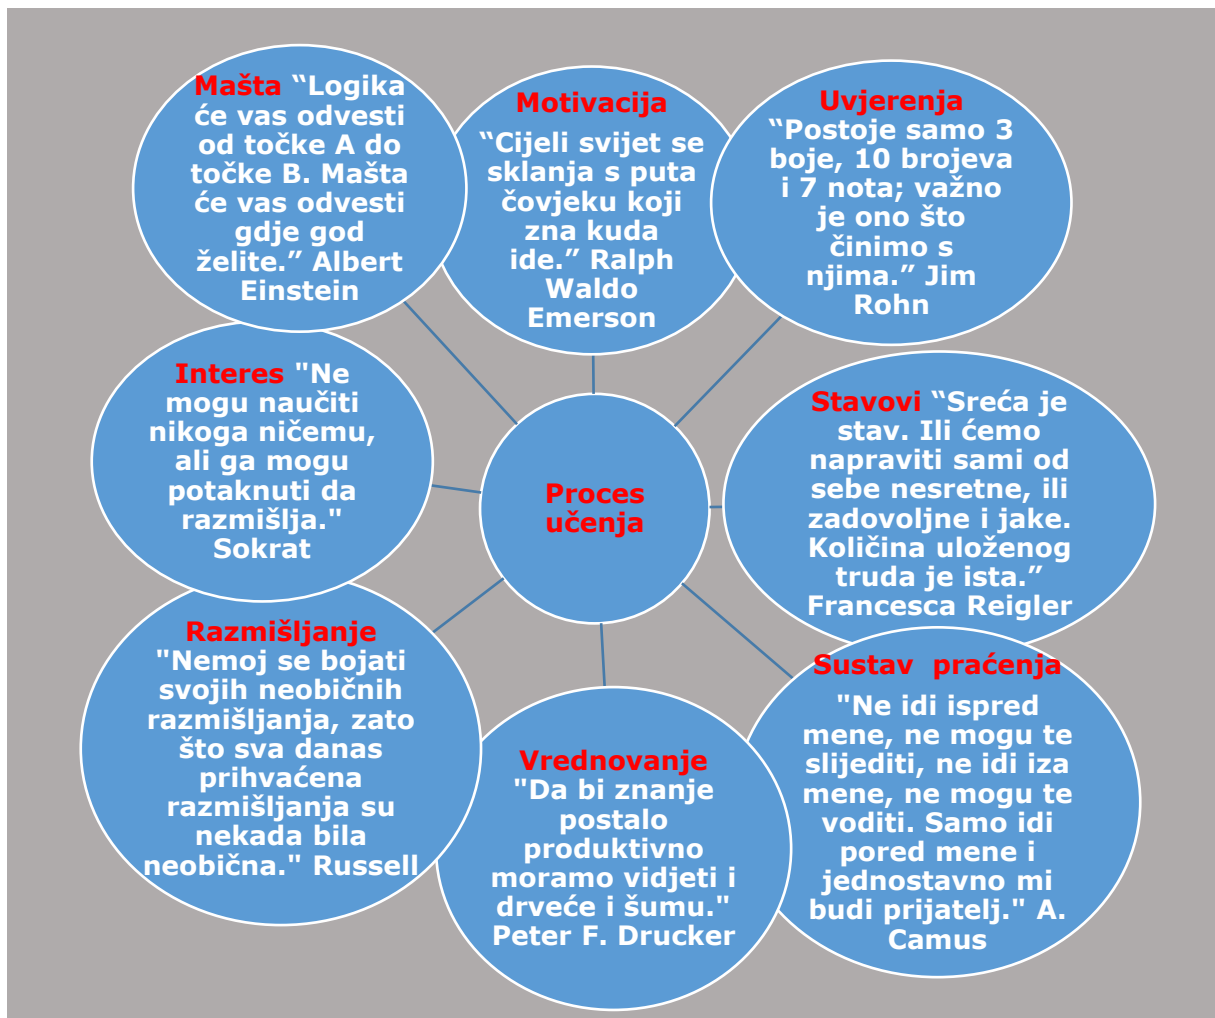 Mašta “Logika
će vas odvesti
od točke A do
točke B. Mašta
će vas odvesti
gdje god
želite.” Albert
Einstein
Motivacija
“Cijeli svijet se
sklanja s puta
čovjeku koji
zna kuda
ide.” Ralph
Waldo
Emerson
Uvjerenja
“Postoje samo 3
boje, 10 brojeva
i 7 nota; važno
je ono što
činimo s
njima.” Jim
Rohn
Stavovi “Sreća je
stav. Ili ćemo
napraviti sami od
sebe nesretne, ili
zadovoljne i jake.
Količina uloženog
truda je ista.”
Francesca Reigler
Sustav praćenja
"Ne idi ispred
mene, ne mogu te
slijediti, ne idi iza
mene, ne mogu te
voditi. Samo idi
pored mene i
jednostavno mi
budi prijatelj." A.
Camus
Vrednovanje
"Da bi znanje
postalo
produktivno
moramo vidjeti i
drveće i šumu."
Peter F. Drucker
Razmišljanje
"Nemoj se bojati
svojih neobičnih
razmišljanja, zato
što sva danas
prihvaćena
razmišljanja su
nekada bila
neobična." Russell
Interes "Ne
mogu naučiti
nikoga ničemu,
ali ga mogu
potaknuti da
razmišlja."
Sokrat
Proces
učenja